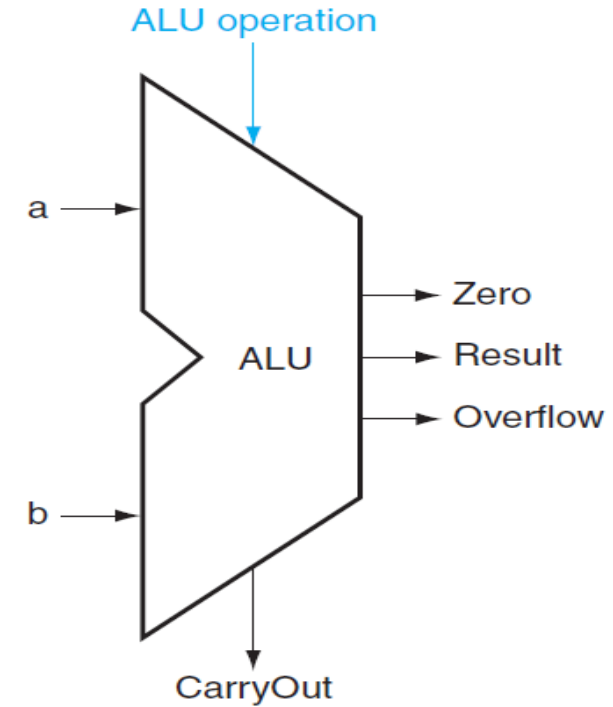 ALU operation
a
Zero
ALU
Result
Overflow
b
CarryOut